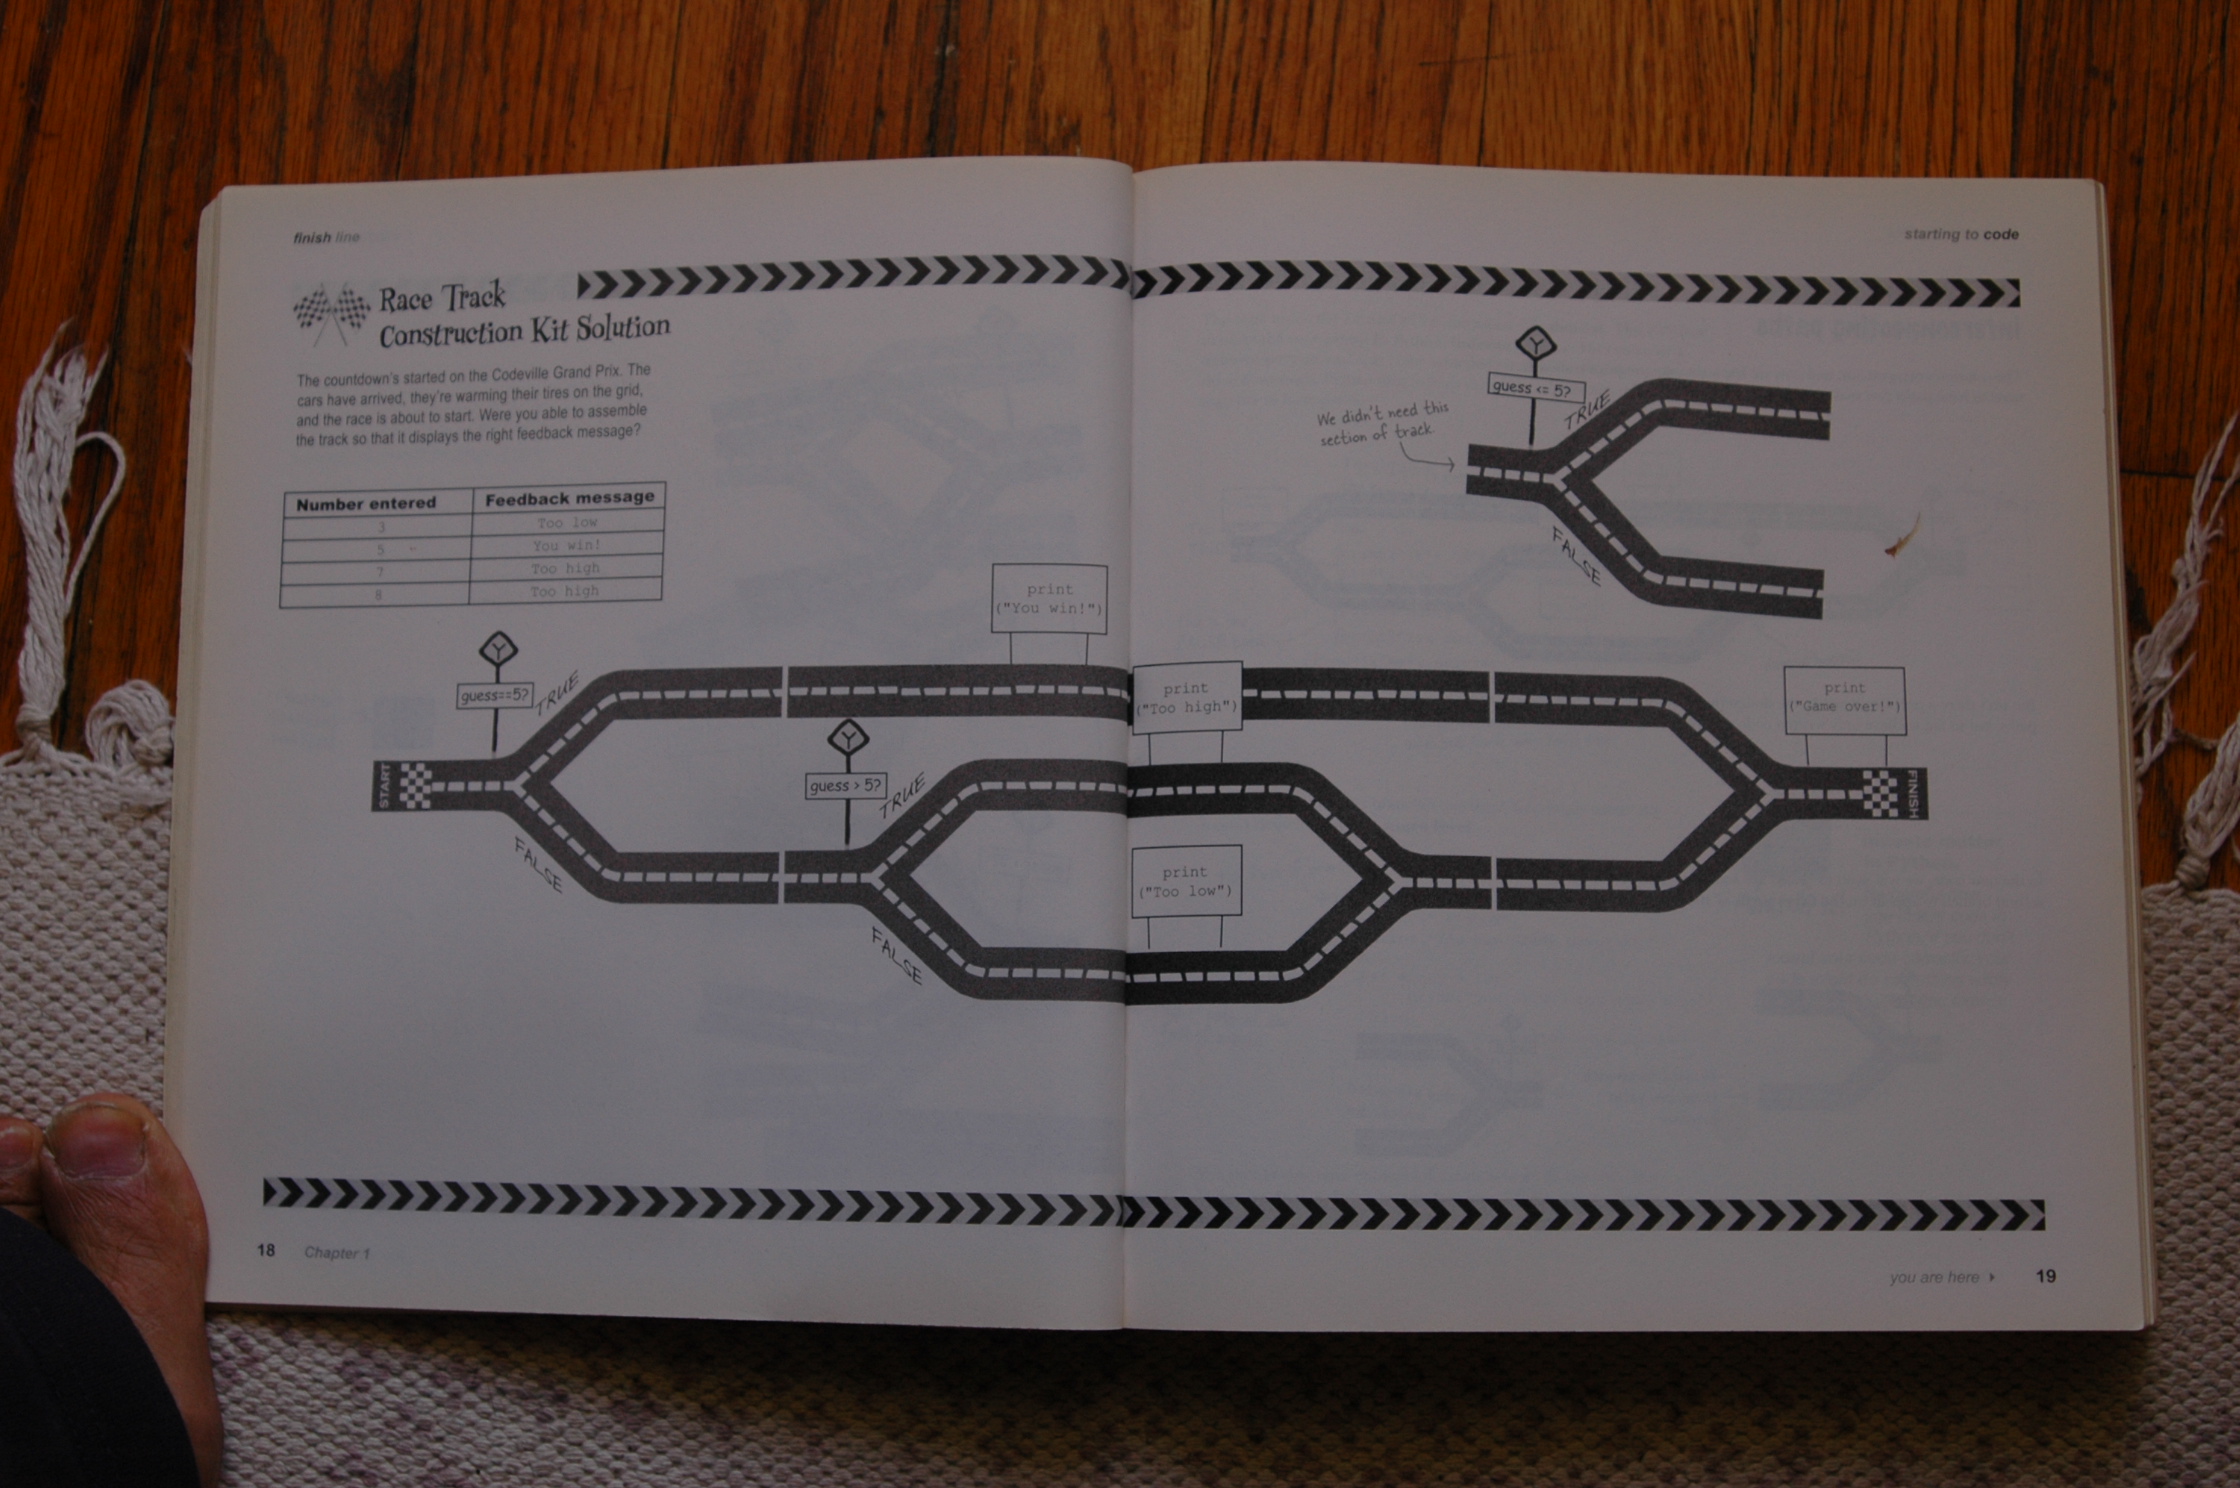 finish line
Race Track
Construction Kit Solution
The countdown's started on the Codeville Grand Prix. The
cars have arrived, they're warming their tires on the grid,
and the race is about to start. Were you able to assemble
the track so that it displays the right feedback message?
Number entered Feedback message
3 Too low
5 You win!
7 Too high
8 Too high
START
guess==5?
TRUE
FALSE
print
("You win!")
guess > 5?
TRUE
FALSE
18 Chapter 1
starting to code
We didn't need this
section of track
guess <= 5?
TRUE
FALSE
print
("Too high")
print
("Too low")
print
("Game over!")
FINISH
you are here ▸ 19